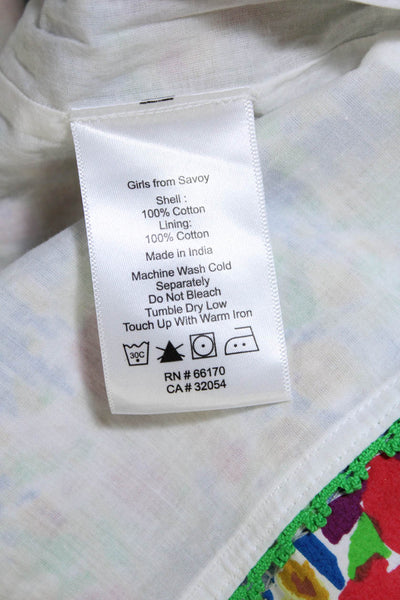 Girls from Savoy
Shell :
100% Cotton
Lining:
100% Cotton
Made in India
Machine Wash Cold
Separately
Do Not Bleach
Tumble Dry Low
Touch Up With Warm Iron
30C
RN # 66170
CA # 32054